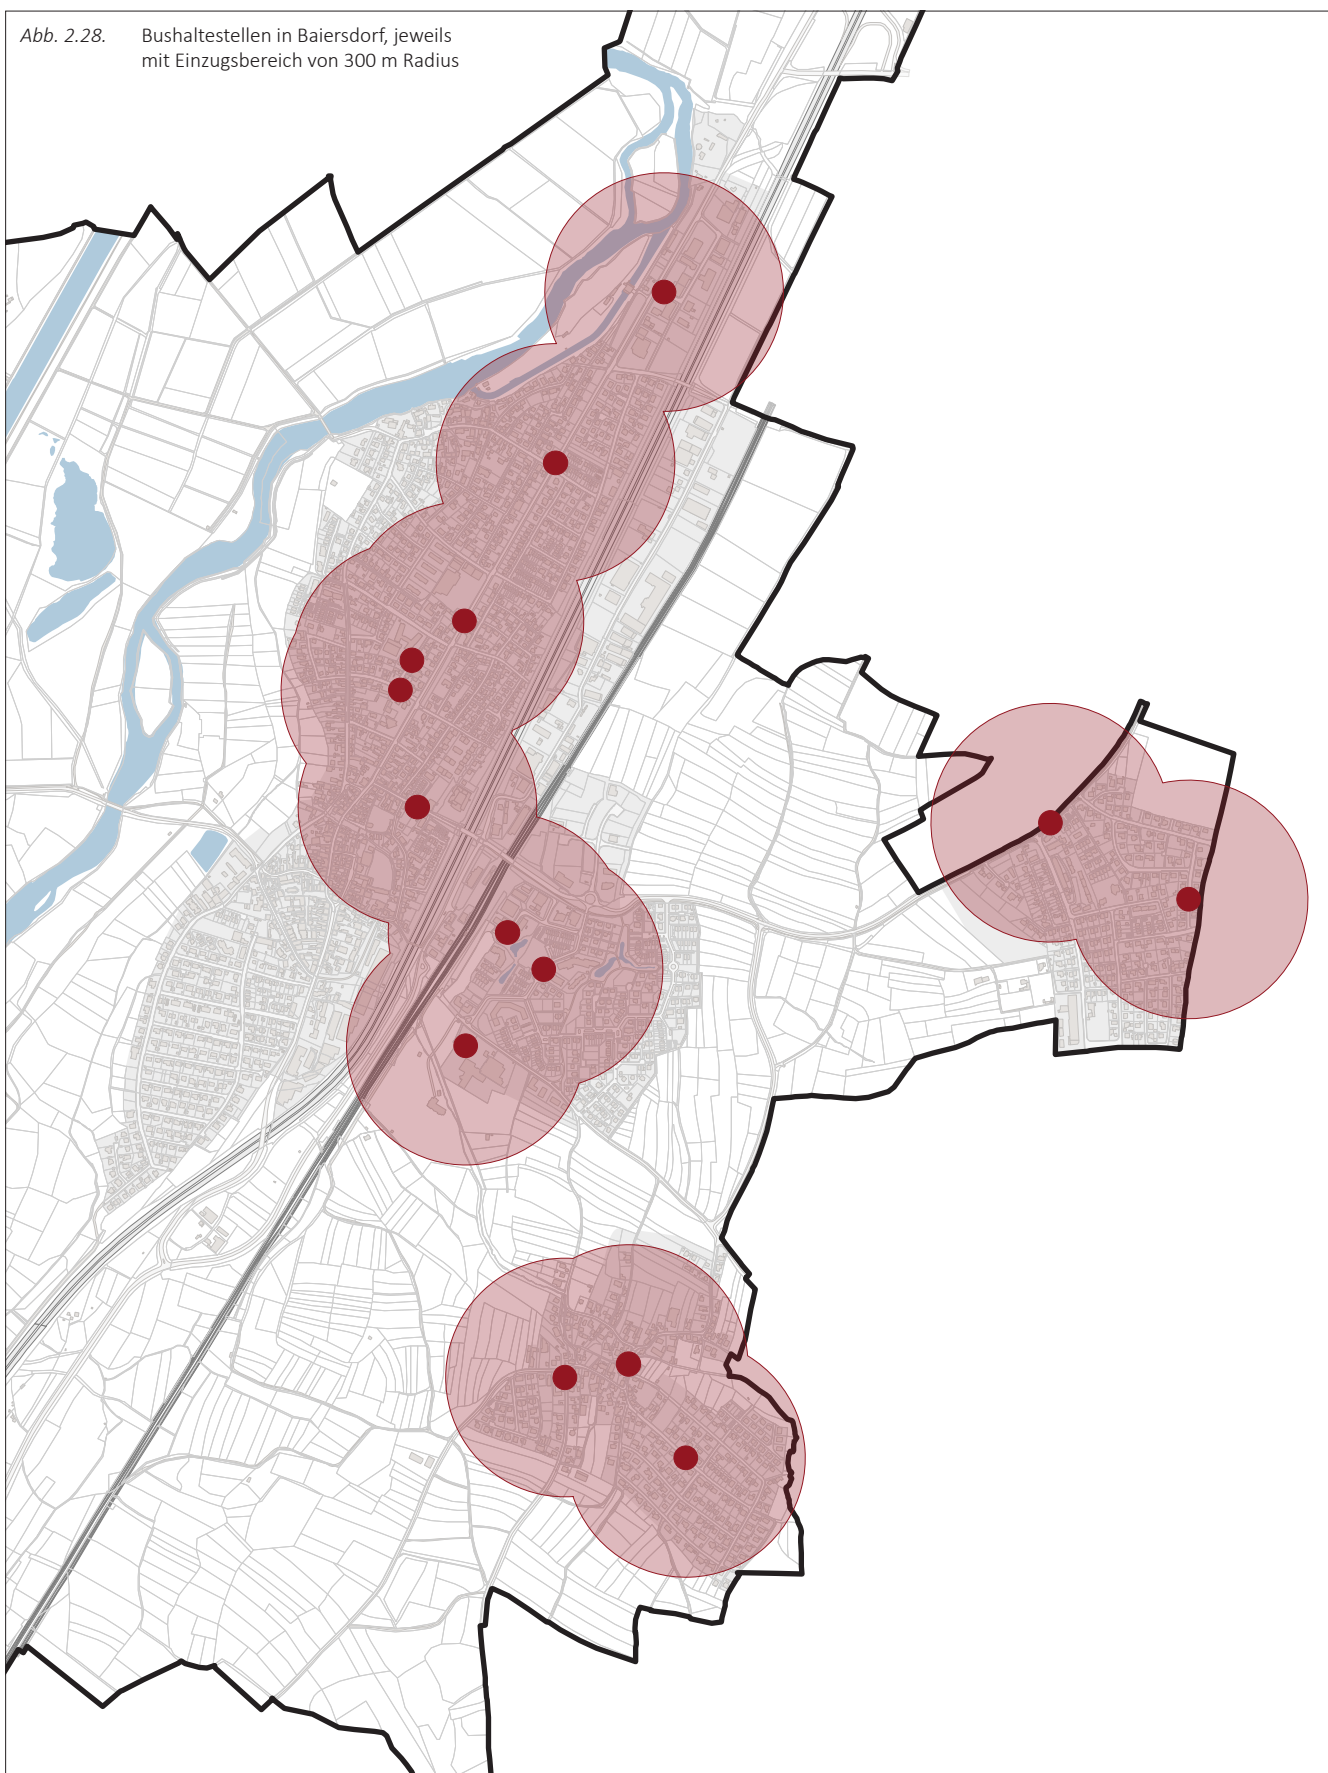 Abb. 2.28. Bushaltestellen in Baiersdorf, jeweils
mit Einzugsbereich von 300 m Radius